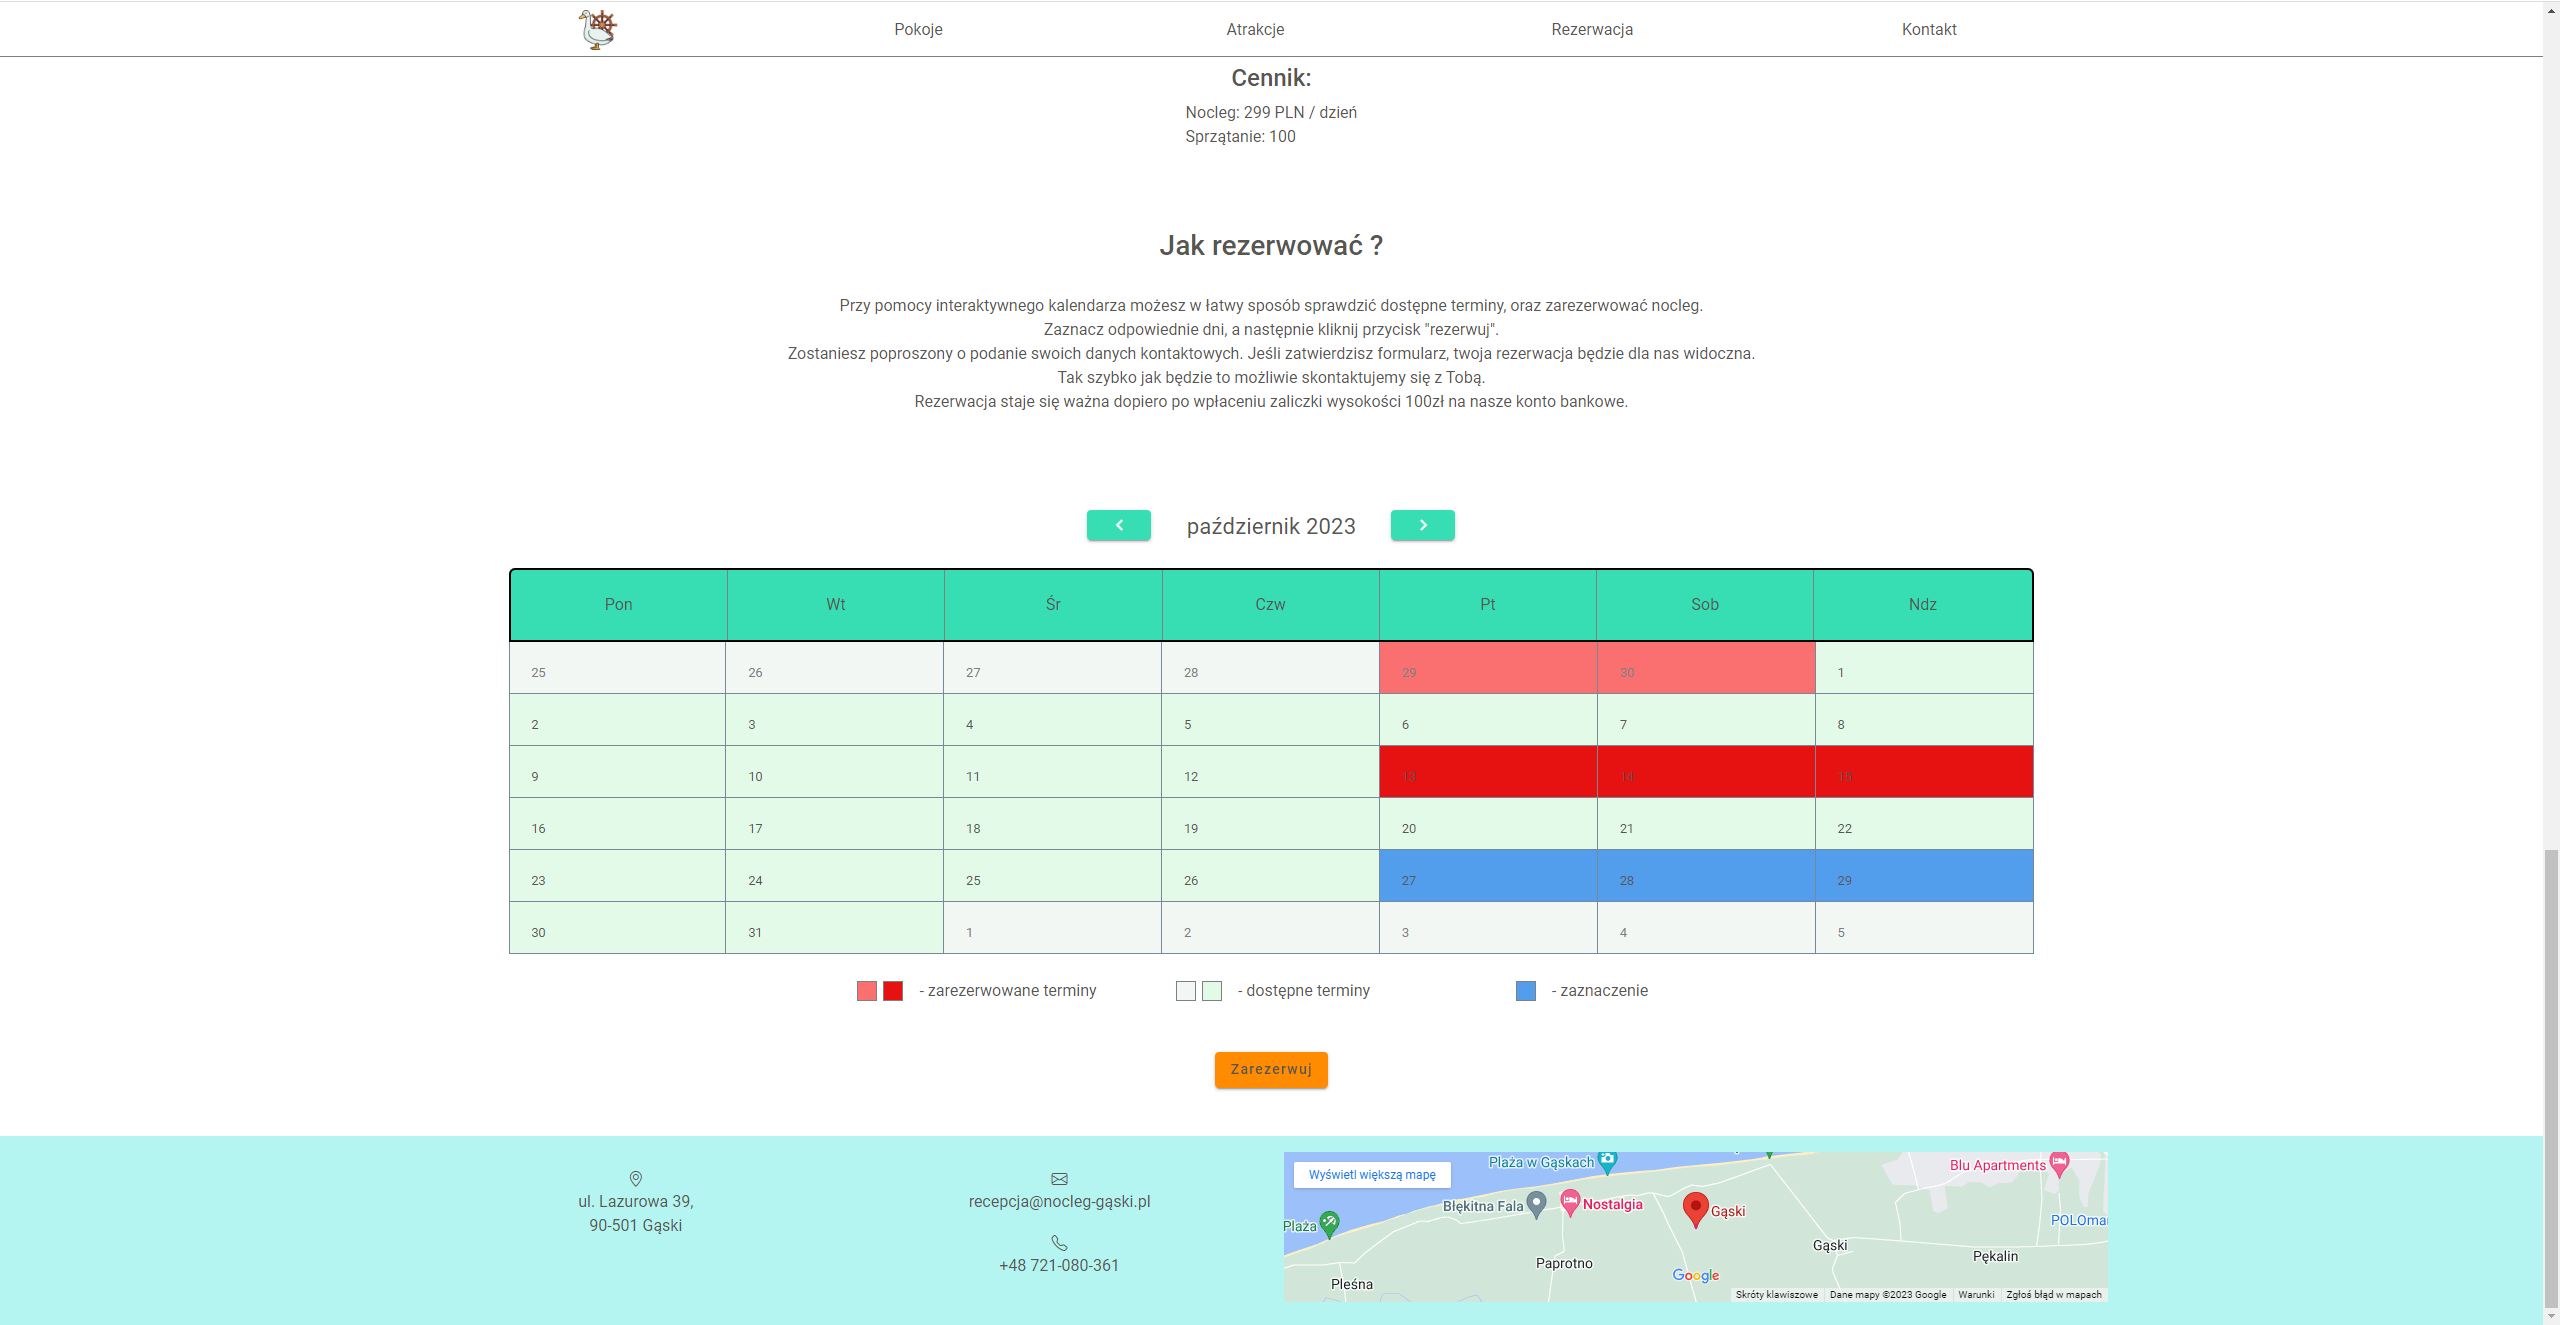 Pokoje Atrakcje Rezerwacja Kontakt
Cennik:
Nocleg: 299 PLN / dzień
Sprzątanie: 100
Jak rezerwować ?
Przy pomocy interaktywnego kalendarza możesz w łatwy sposób sprawdzić dostępne terminy, oraz zarezerwować nocleg.
Zaznacz odpowiednie dni, a następnie kliknij przycisk "rezerwuj".
Zostaniesz poproszony o podanie swoich danych kontaktowych. Jeśli zatwierdzisz formularz, twoja rezerwacja będzie dla nas widoczna.
Tak szybko jak będzie to możliwie skontaktujemy się z Tobą.
Rezerwacja staje się ważna dopiero po wpłaceniu zaliczki wysokości 100zł na nasze konto bankowe.
październik 2023
Pon Wt Śr Czw Pt Sob Ndz
25 26 27 28 29 30 1
2 3 4 5 6 7 8
9 10 11 12 13 14 15
16 17 18 19 20 21 22
23 24 25 26 27 28 29
30 31 1 2 3 4 5
- zarezerwowane terminy - dostępne terminy - zaznaczenie
Zarezerwuj
ul. Lazurowa 39,
90-501 Gąski
recepcja@nocleg-gąski.pl
+48 721-080-361
Wyświetl większą mapę
Plaża w Gąskach
Blu Apartments
Błękitna Fala
Nostalgia
Gąski
Plaża
POLOmar
Gąski
Pękalin
Paprotno
Pleśna
Google
Skróty klawiszowe Dane mapy ©2023 Google Warunki Zgłoś błąd w mapach